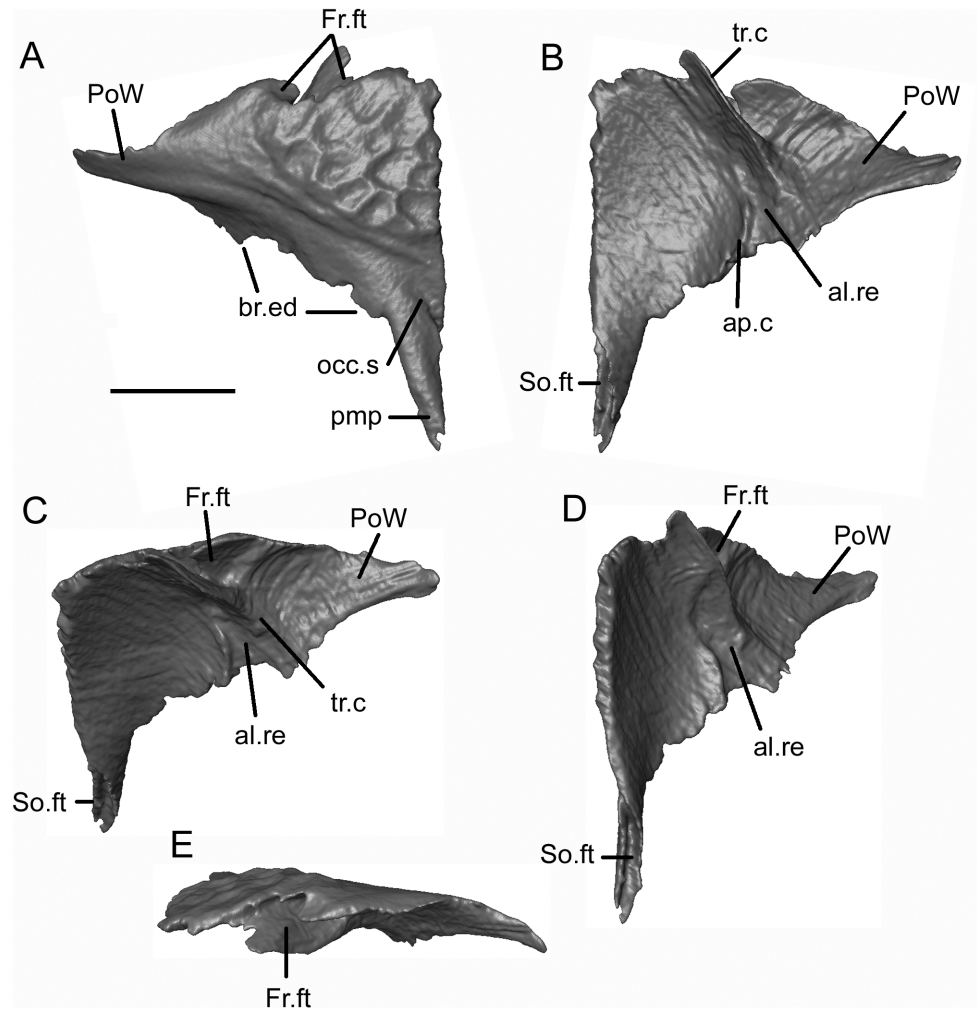 A
Fr.ft
PoW
br.ed
occ.s
pmp
B
tr.c
PoW
al.re
ap.c
So.ft
C
Fr.ft
PoW
tr.c
al.re
So.ft
D
Fr.ft
PoW
al.re
So.ft
E
Fr.ft